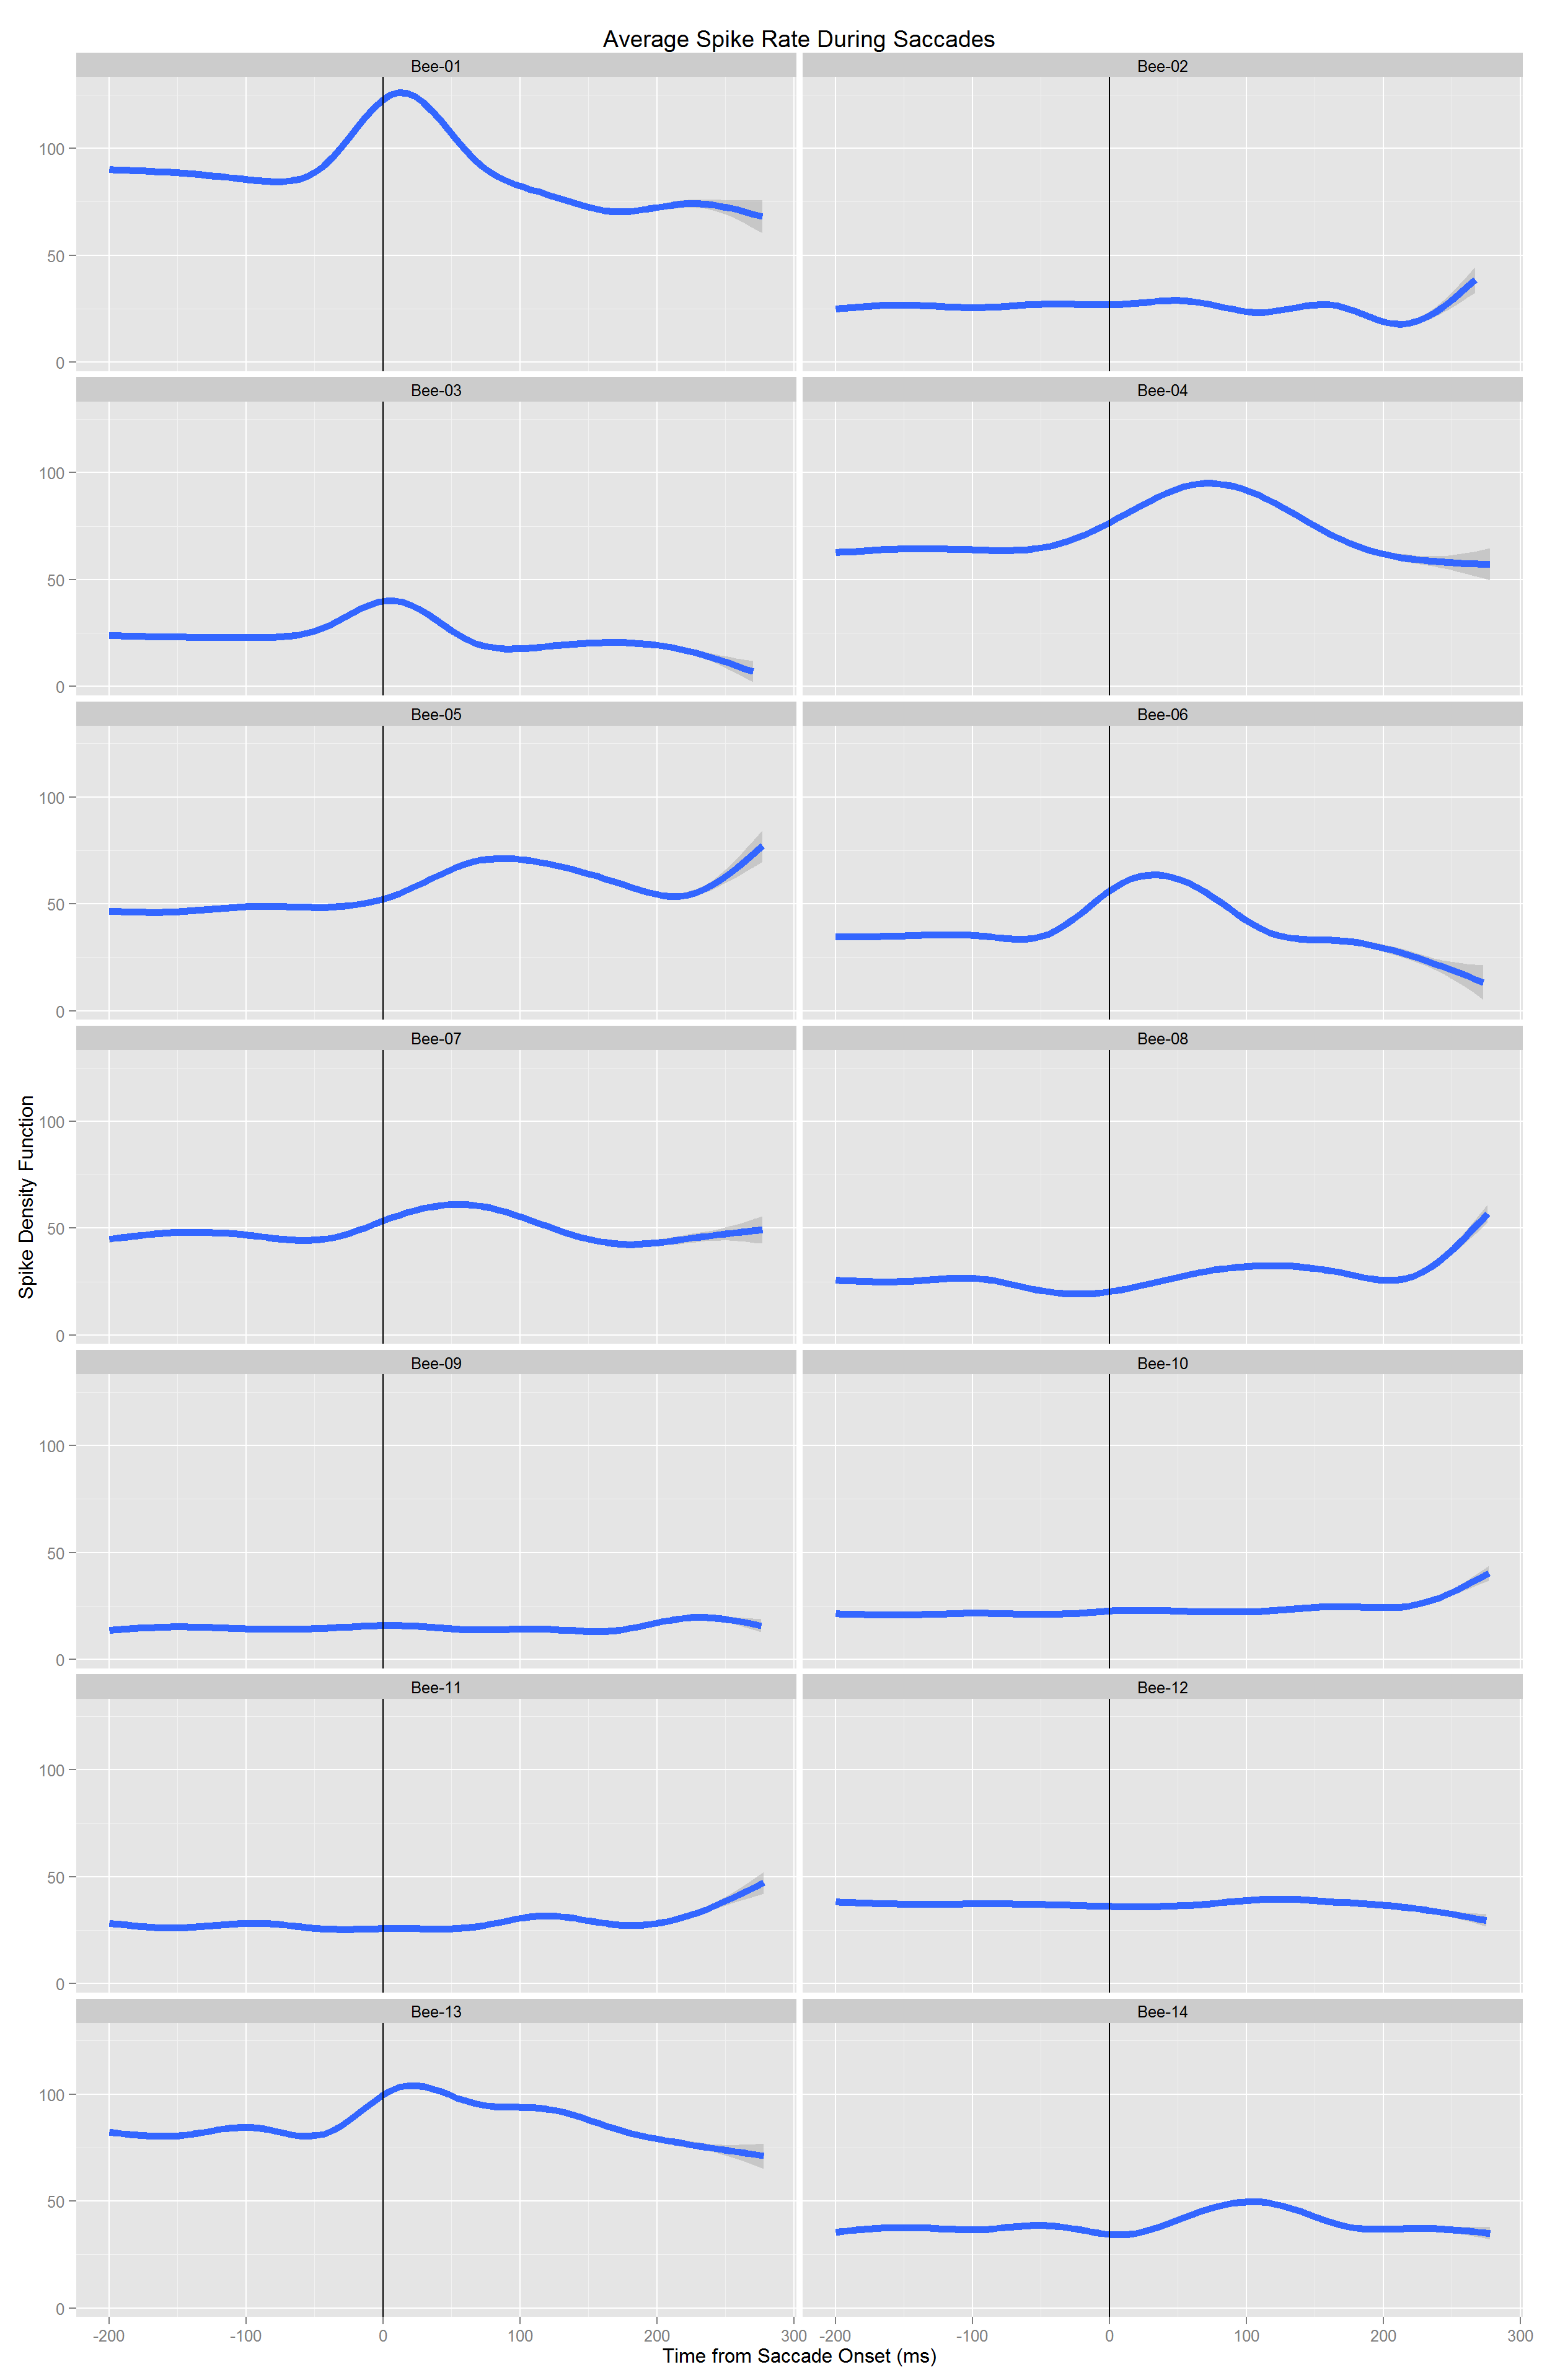 Average Spike Rate During Saccades
Bee-01 Bee-02
100
50
0
Bee-03 Bee-04
100
50
0
Bee-05 Bee-06
100
50
0
Bee-07 Bee-08
100
50
0
Spike Density Function
Bee-09 Bee-10
100
50
0
Bee-11 Bee-12
100
50
0
Bee-13 Bee-14
100
50
0
-200 -100 0 100 200 300 -200 -100 0 100 200 300
Time from Saccade Onset (ms)